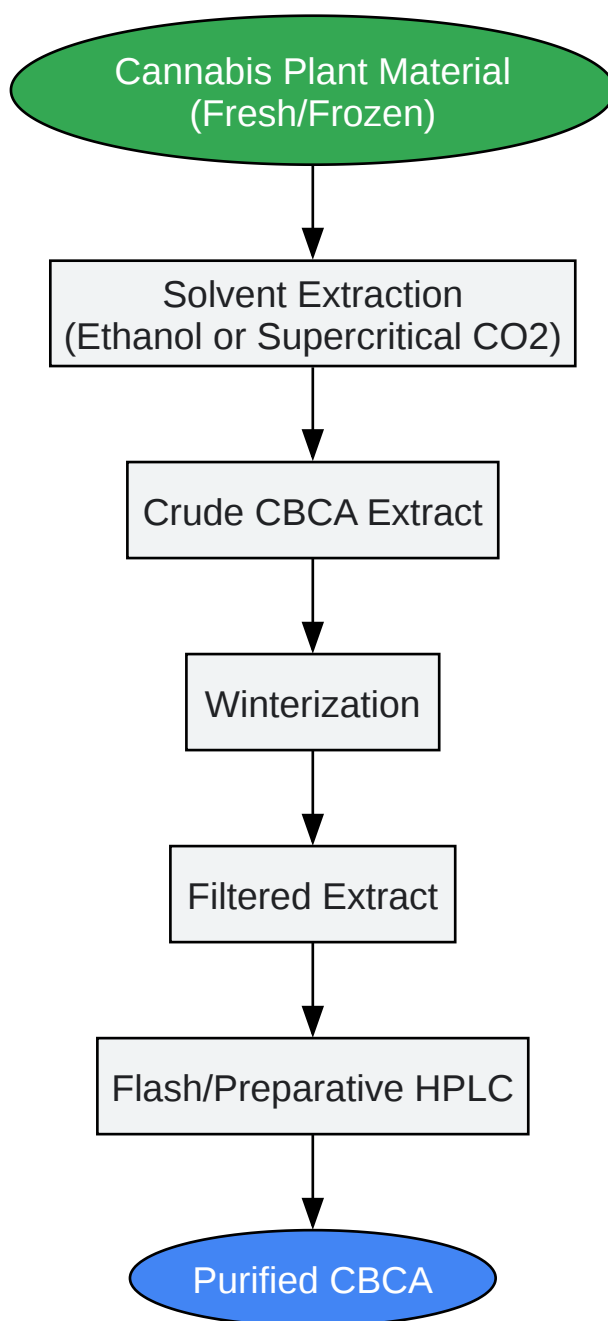 Cannabis Plant Material
(Fresh/Frozen)
Solvent Extraction
(Ethanol or Supercritical CO2)
Crude CBCA Extract
Winterization
Filtered Extract
Flash/Preparative HPLC
Purified CBCA